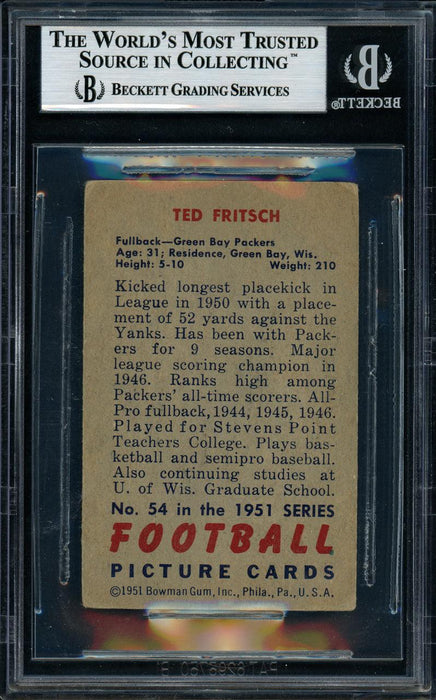 THE WORLD'S MOST TRUSTED
SOURCE IN COLLECTING™
B BECKETT GRADING SERVICES
B
BECKETT®
TED FRITSCH
Fullback—Green Bay Packers
Age: 31; Residence, Green Bay, Wis.
Height: 5-10 Weight: 210
Kicked longest placekick in
League in 1950 with a place-
ment of 52 yards against the
Yanks. Has been with Pack-
ers for 9 seasons. Major
league scoring champion in
1946. Ranks high among
Packers' all-time scorers. All-
Pro fullback, 1944, 1945, 1946.
Played for Stevens Point
Teachers College. Plays bas-
ketball and semipro baseball.
Also continuing studies at
U. of Wis. Graduate School.
No. 54 in the 1951 SERIES
FOOTBALL
PICTURE CARDS
©1951 Bowman Gum, Inc., Phila., Pa., U.S.A.